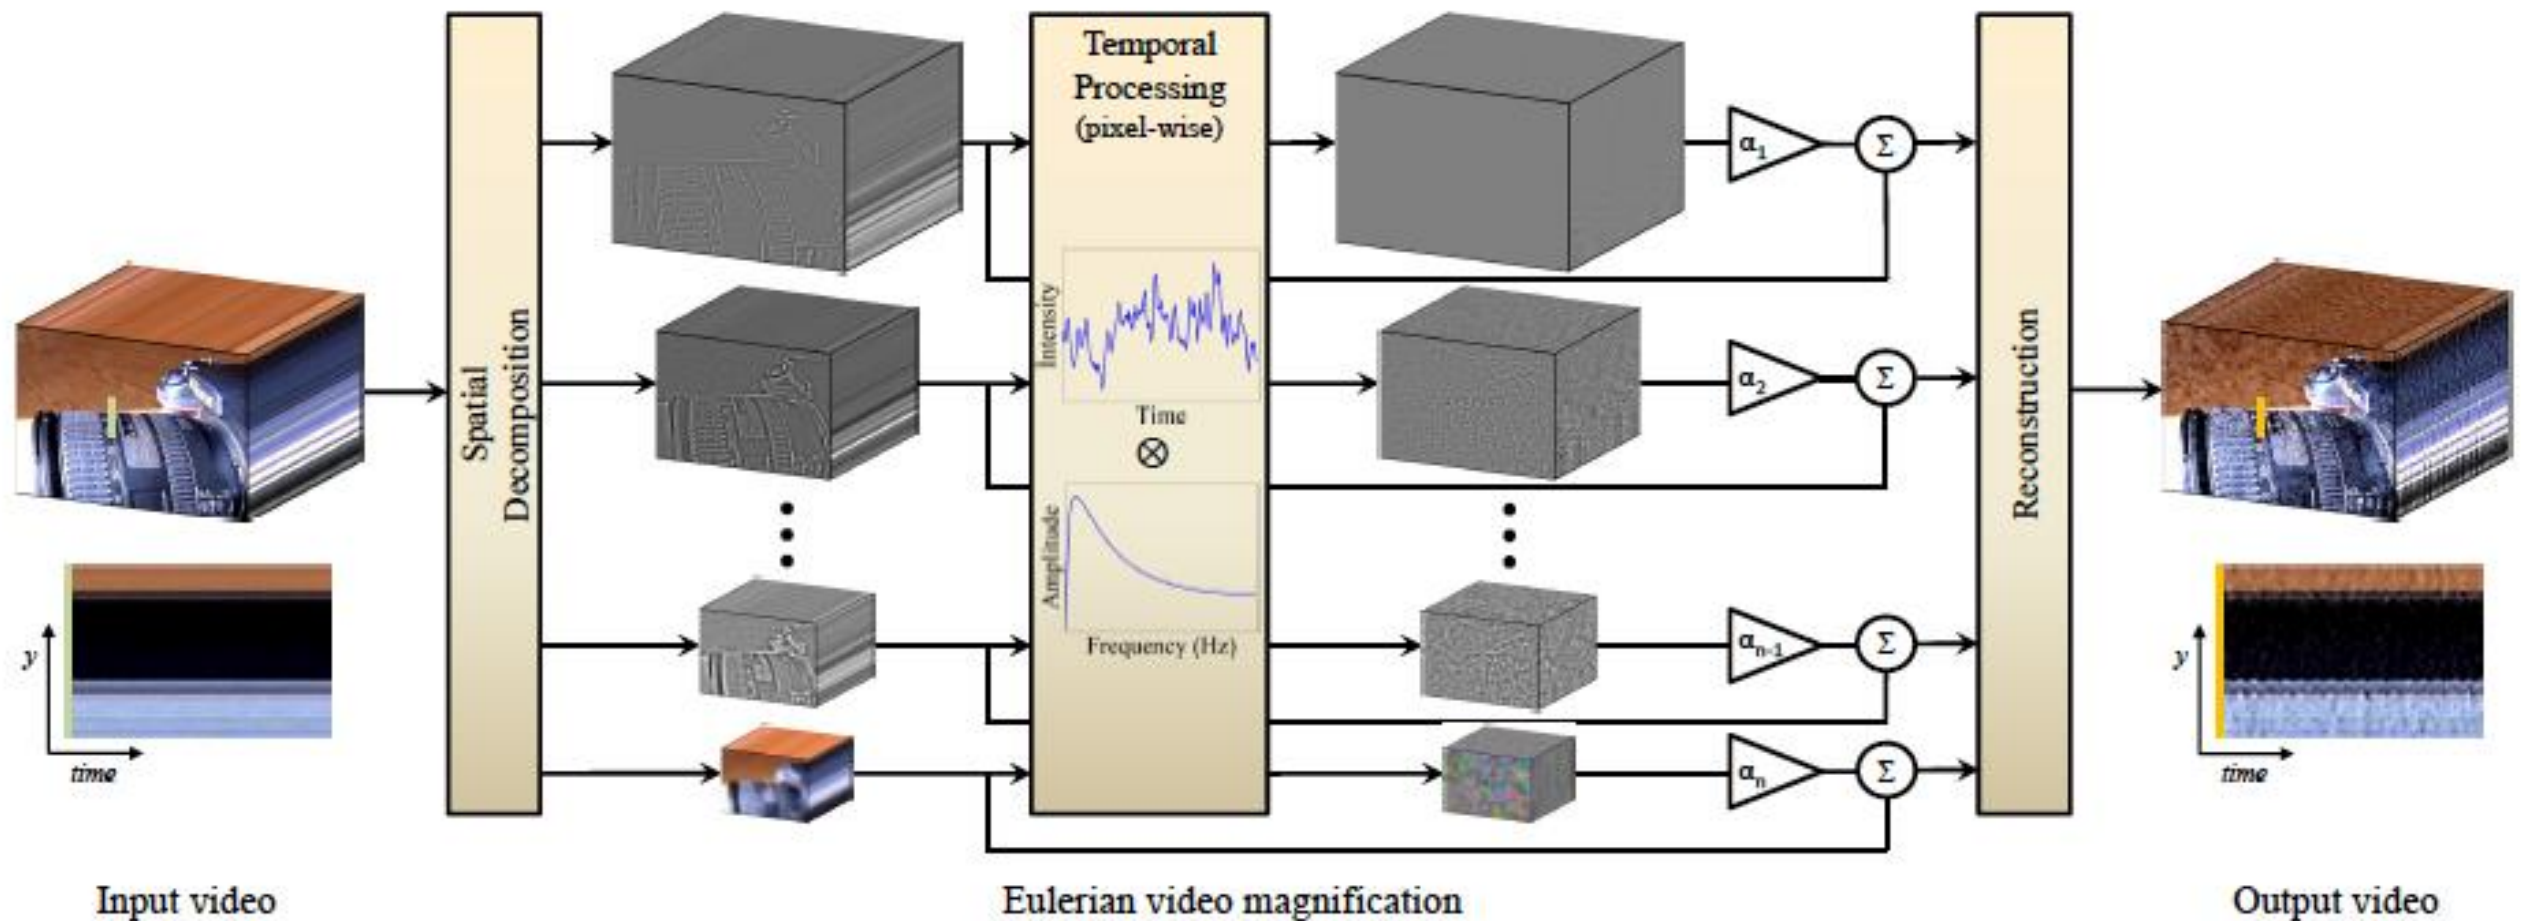 Spatial
Decomposition
Temporal
Processing
(pixel-wise)
Intensity
Time
⊗
Amplitude
Frequency (Hz)
α1
Σ
α2
Σ
αn-1
Σ
αn
Σ
Reconstruction
y
time
y
time
Input video
Eulerian video magnification
Output video